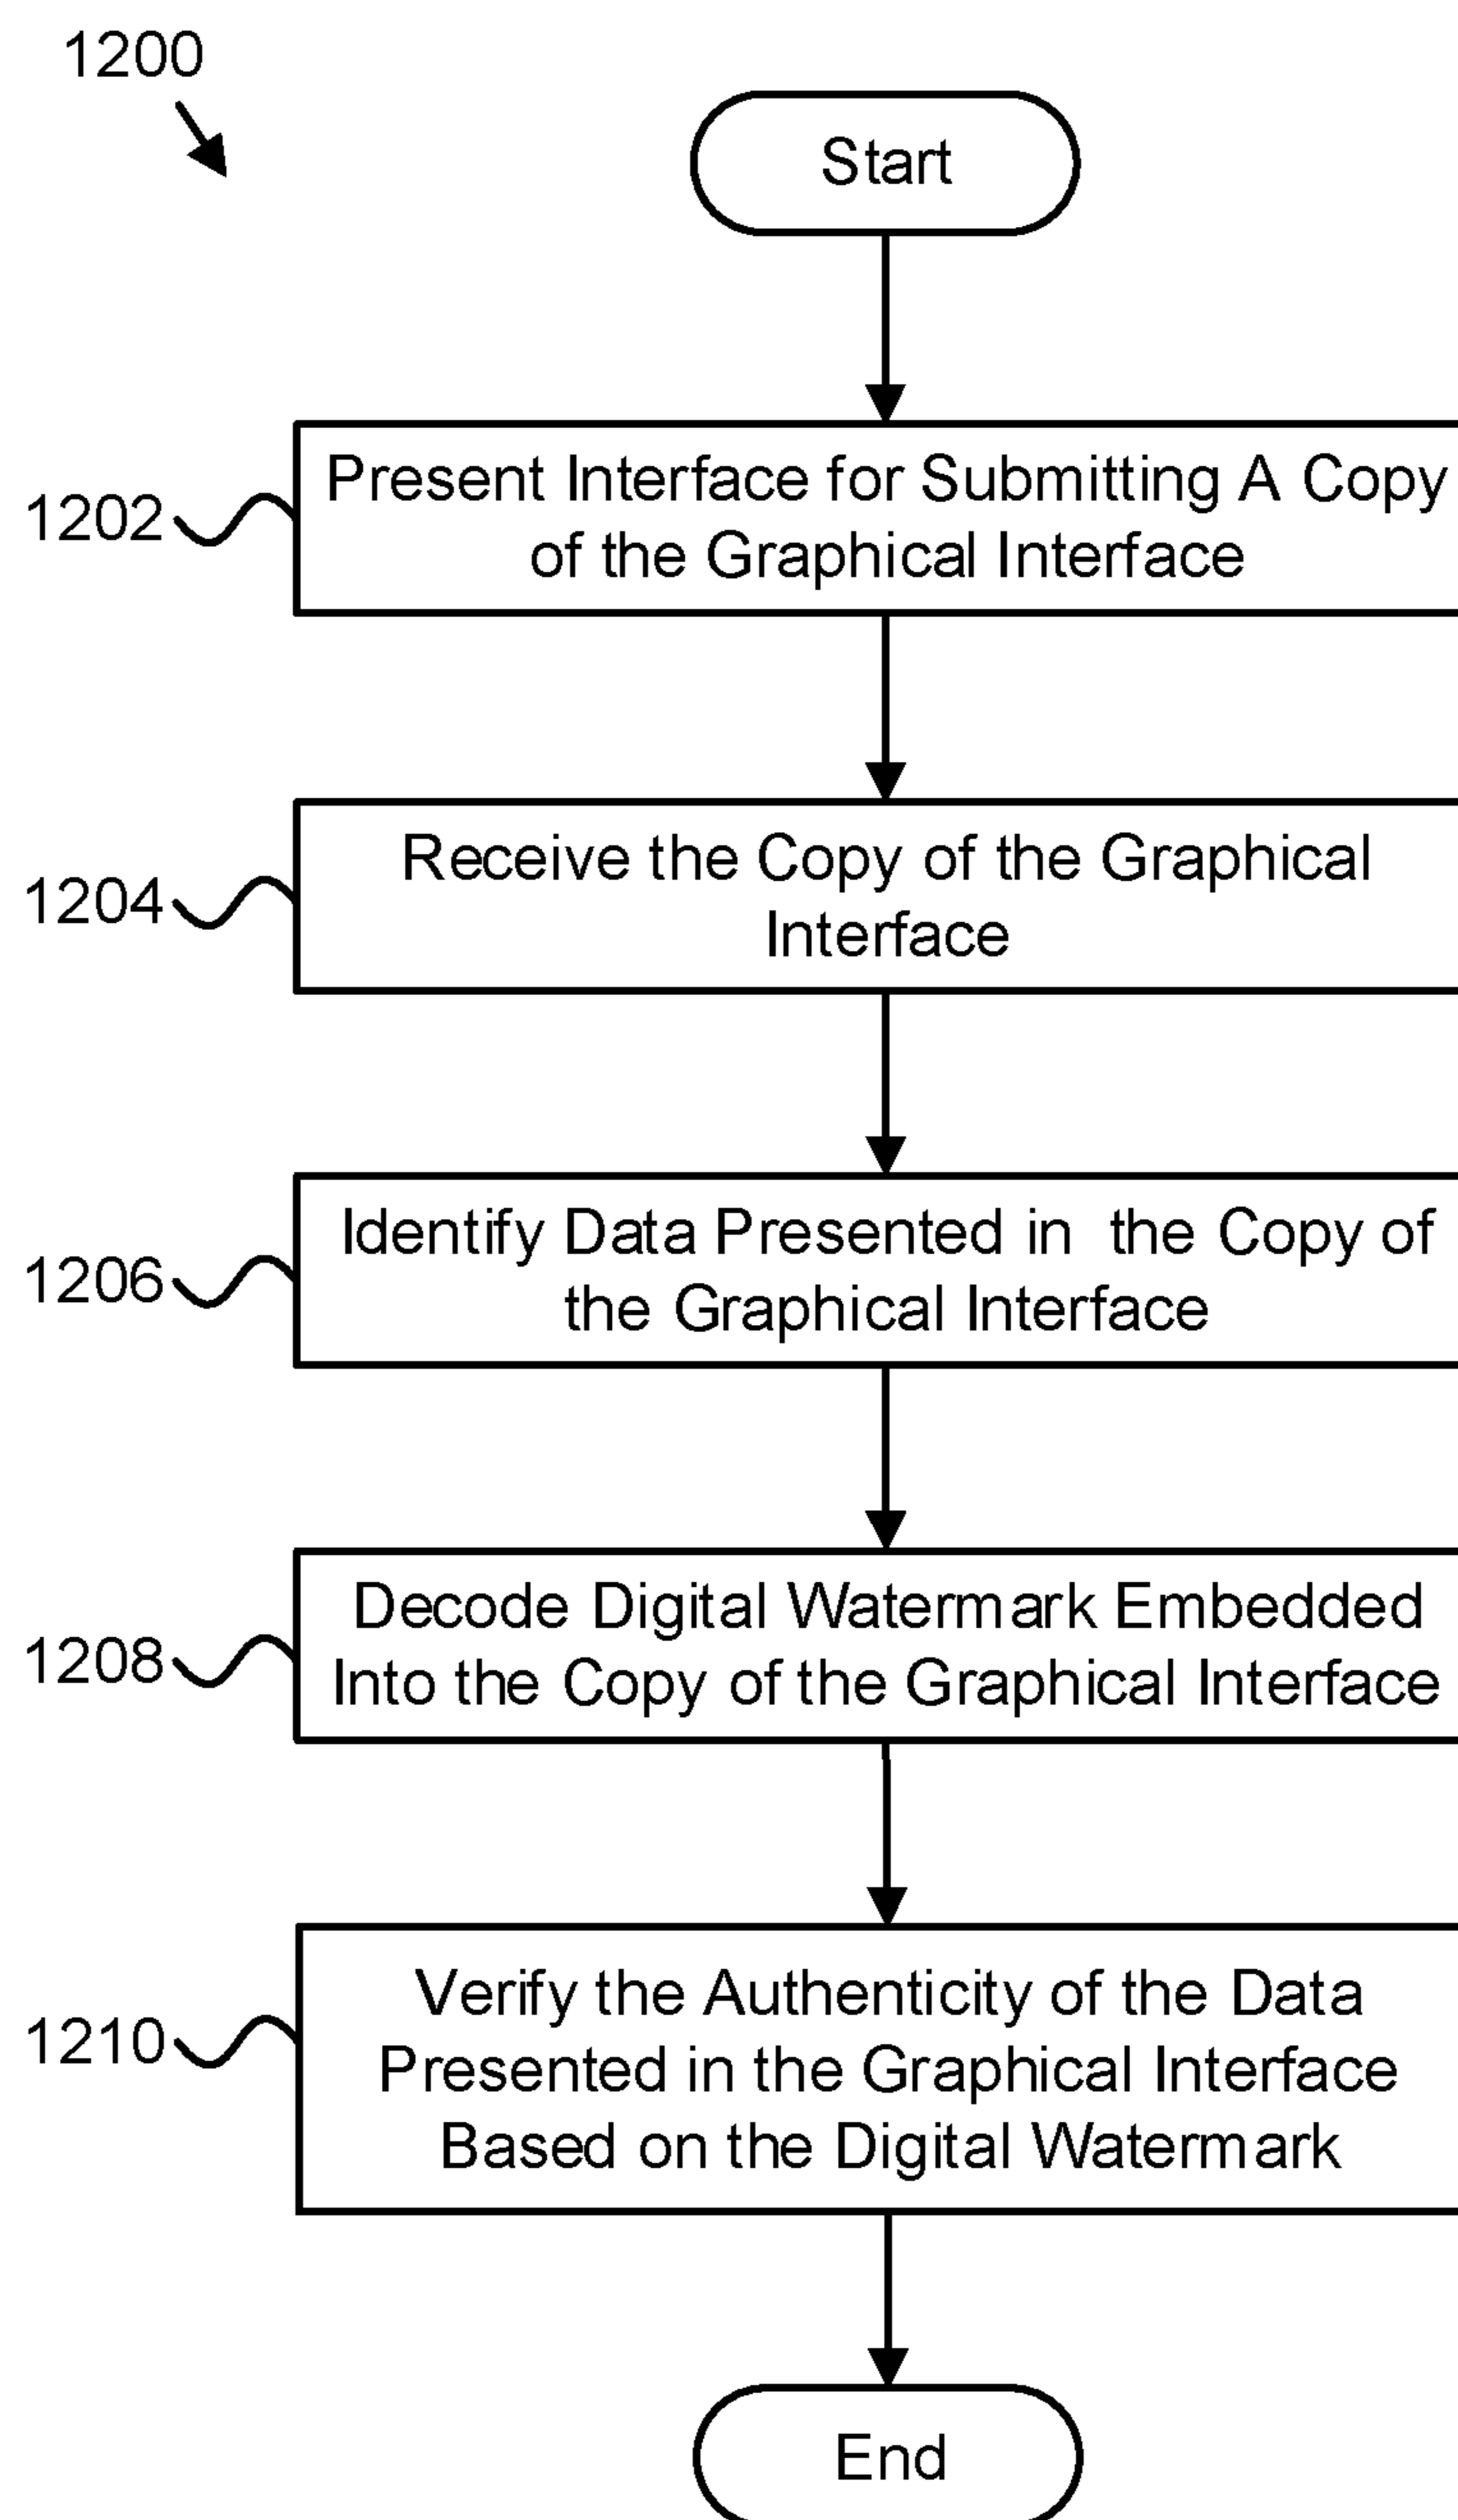 1200
Start
1202
Present Interface for Submitting A Copy
of the Graphical Interface
1204
Receive the Copy of the Graphical
Interface
1206
Identify Data Presented in the Copy of
the Graphical Interface
1208
Decode Digital Watermark Embedded
Into the Copy of the Graphical Interface
1210
Verify the Authenticity of the Data
Presented in the Graphical Interface
Based on the Digital Watermark
End